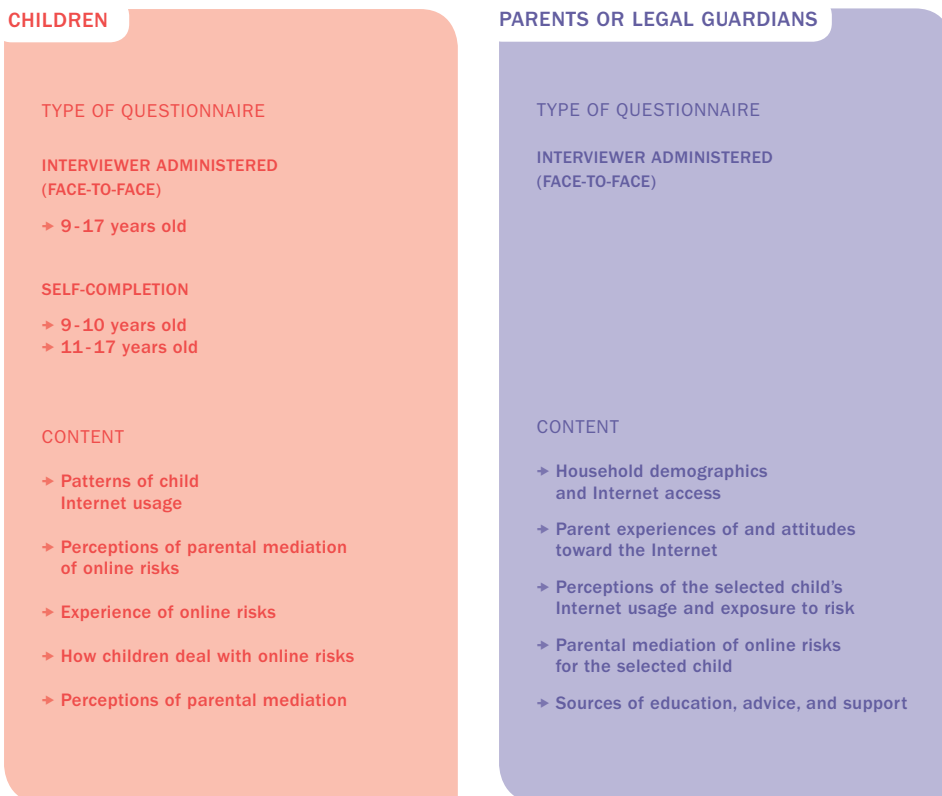 CHILDREN
TYPE OF QUESTIONNAIRE
INTERVIEWER ADMINISTERED
(FACE-TO-FACE)
→ 9-17 years old
SELF-COMPLETION
→ 9-10 years old
→ 11-17 years old
CONTENT
→ Patterns of child
Internet usage
→ Perceptions of parental mediation
of online risks
→ Experience of online risks
→ How children deal with online risks
→ Perceptions of parental mediation
PARENTS OR LEGAL GUARDIANS
TYPE OF QUESTIONNAIRE
INTERVIEWER ADMINISTERED
(FACE-TO-FACE)
CONTENT
→ Household demographics
and Internet access
→ Parent experiences of and attitudes
toward the Internet
→ Perceptions of the selected child's
Internet usage and exposure to risk
→ Parental mediation of online risks
for the selected child
→ Sources of education, advice, and support